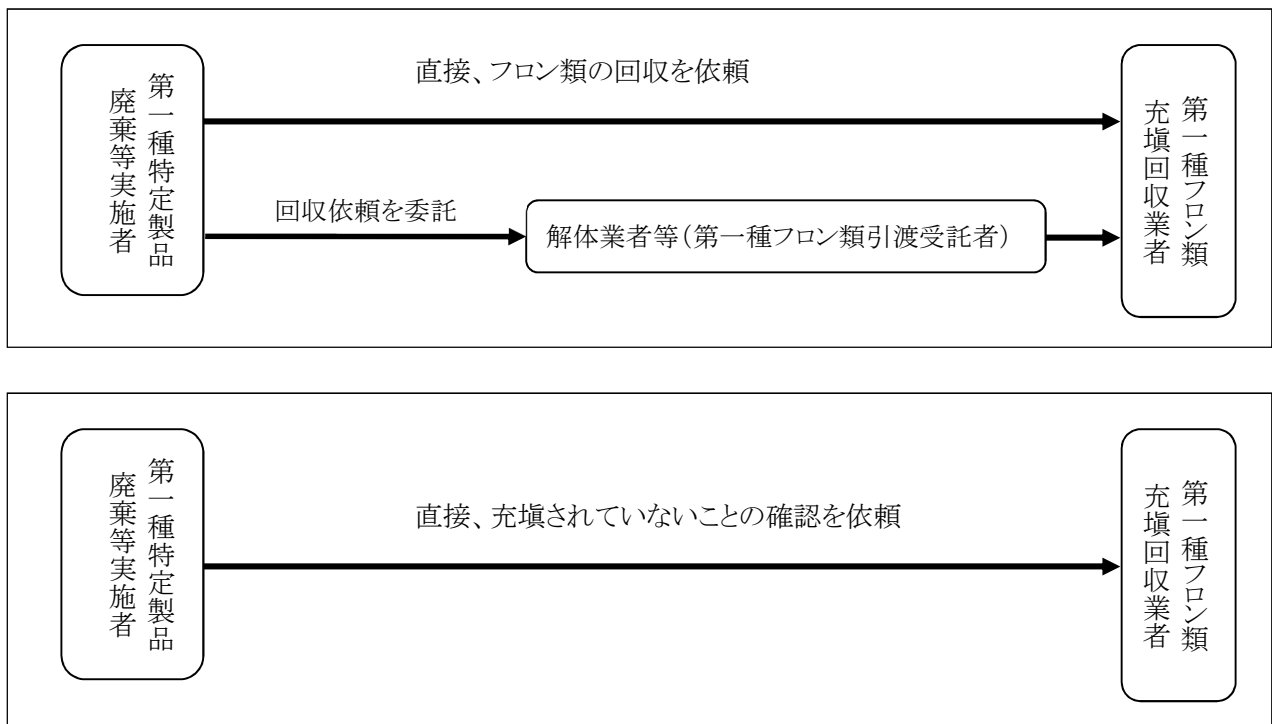 第一種特定製品
廃棄等実施者
直接、フロン類の回収を依頼
回収依頼を委託
解体業者等（第一種フロン類引渡受託者）
第一種フロン類
充塡回収業者
第一種特定製品
廃棄等実施者
直接、充塡されていないことの確認を依頼
第一種フロン類
充塡回収業者